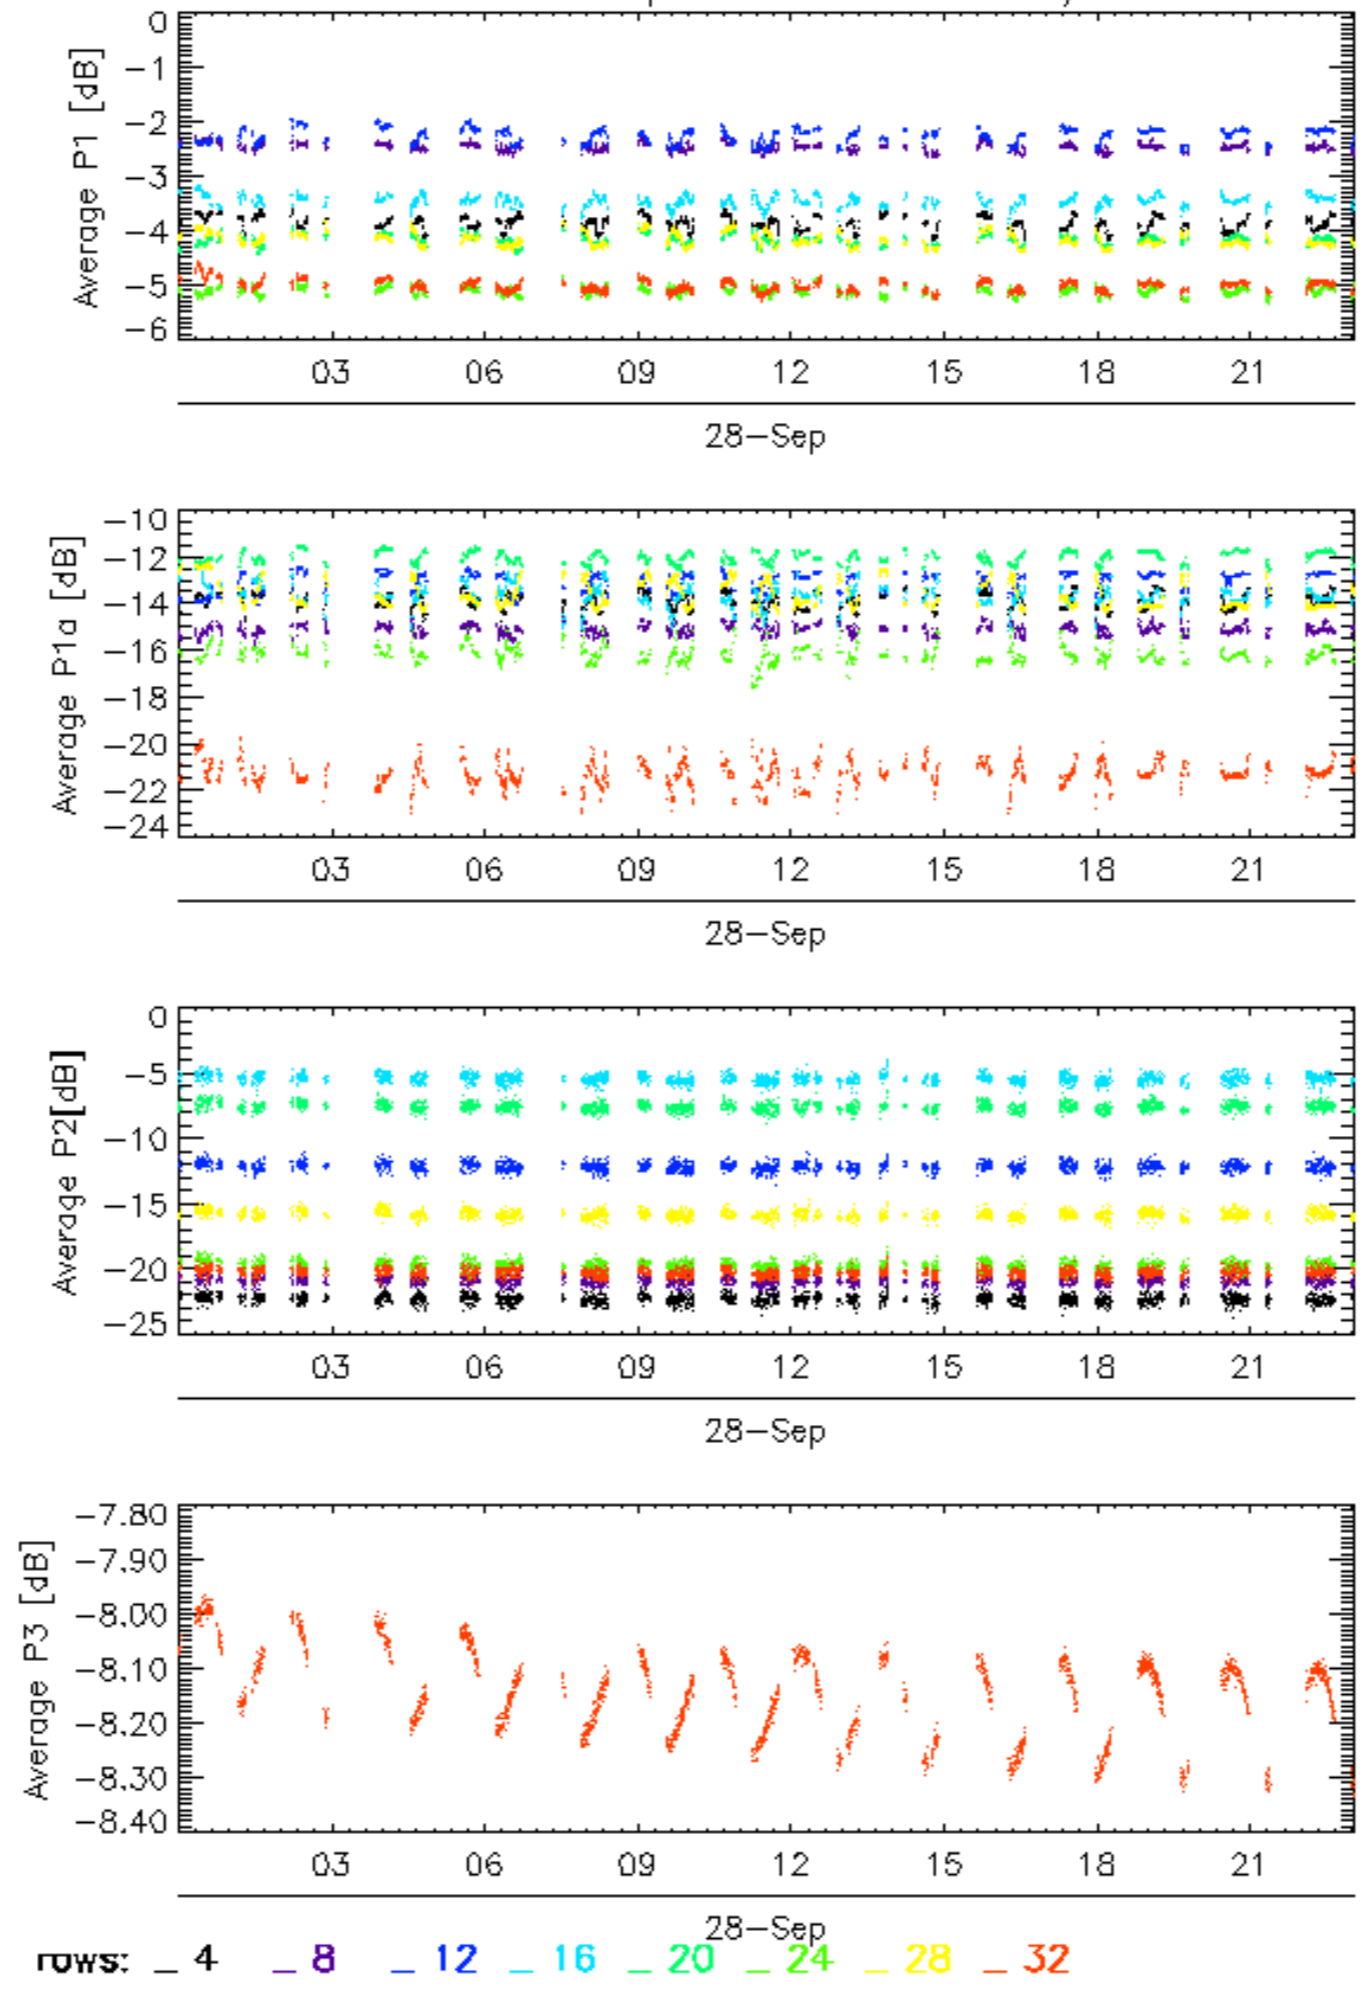 0
−1
−2
−3
−4
−5
−6
Average P1 [dB]
03 06 09 12 15 18 21
28−Sep
−10
−12
−14
−16
−18
−20
−22
−24
Average P1a [dB]
03 06 09 12 15 18 21
28−Sep
0
−5
−10
−15
−20
−25
Average P2[dB]
03 06 09 12 15 18 21
28−Sep
−7.80
−7.90
−8.00
−8.10
−8.20
−8.30
−8.40
Average P3 [dB]
03 06 09 12 15 18 21
28−Sep
rows: _ 4 _ 8 _ 12 _ 16 _ 20 _ 24 _ 28 _ 32